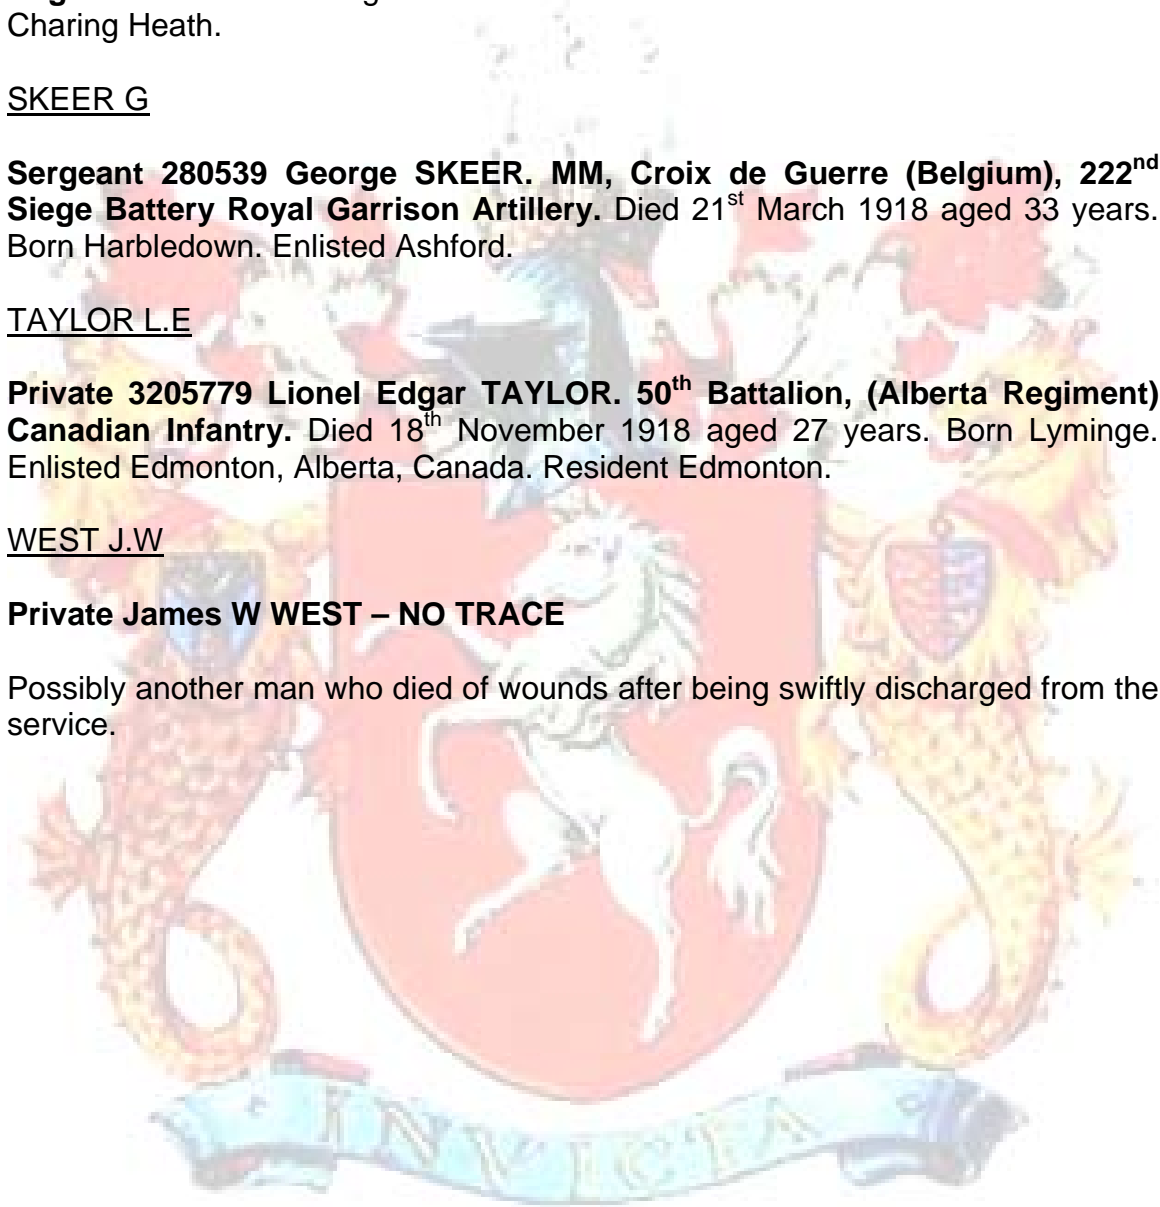 Charing Heath.
SKEER G
Sergeant 280539 George SKEER. MM, Croix de Guerre (Belgium), 222nd
Siege Battery Royal Garrison Artillery. Died 21st March 1918 aged 33 years.
Born Harbledown. Enlisted Ashford.
TAYLOR L.E
Private 3205779 Lionel Edgar TAYLOR. 50th Battalion, (Alberta Regiment)
Canadian Infantry. Died 18th November 1918 aged 27 years. Born Lyminge.
Enlisted Edmonton, Alberta, Canada. Resident Edmonton.
WEST J.W
Private James W WEST – NO TRACE
Possibly another man who died of wounds after being swiftly discharged from the
service.
INVICTA